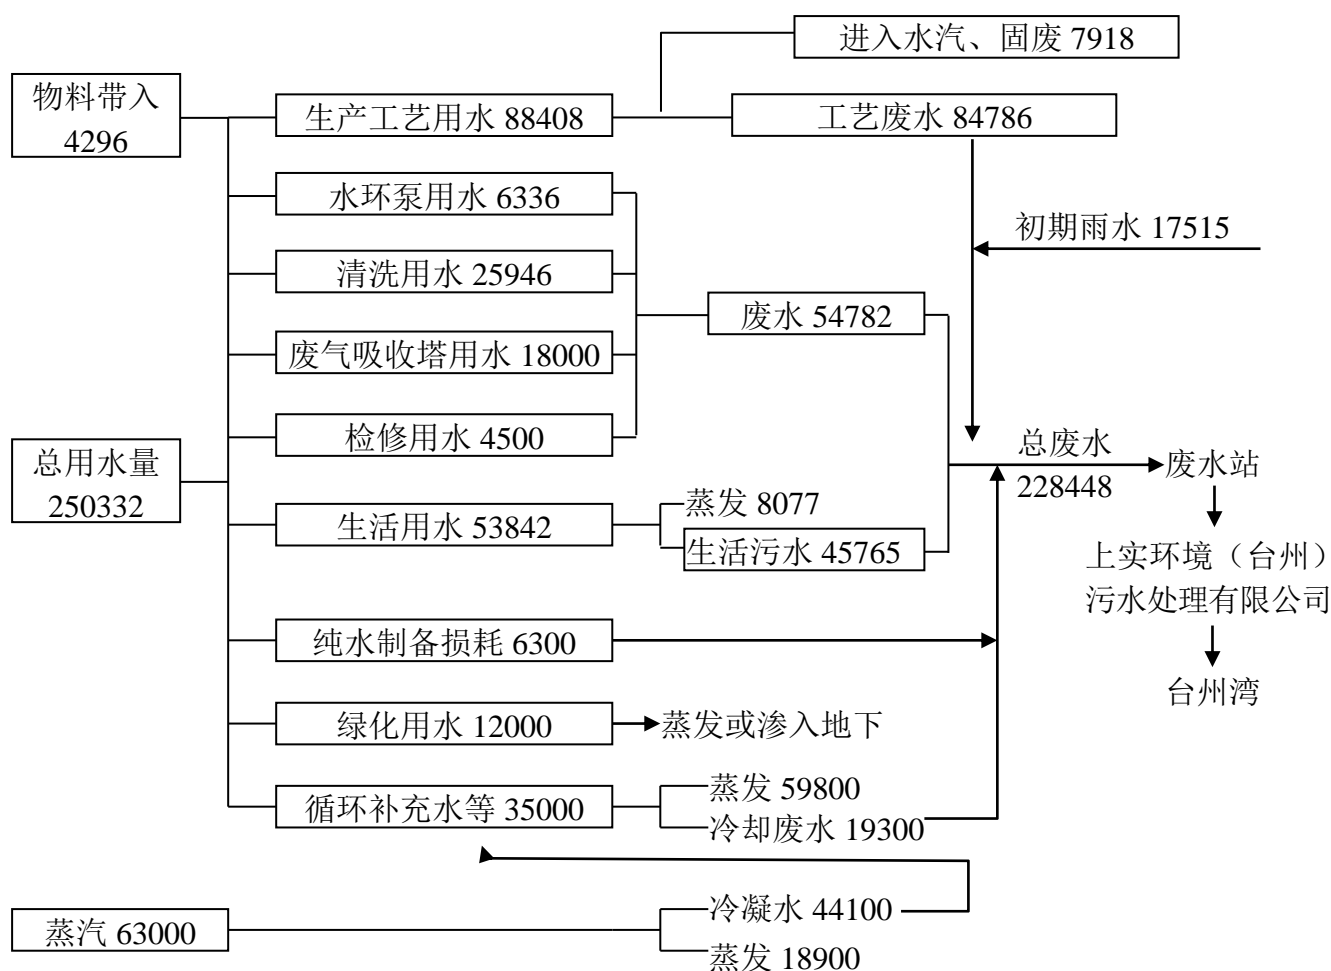 进入水汽、固废 7918
物料带入
4296
生产工艺用水 88408
工艺废水 84786
水环泵用水 6336
初期雨水 17515
清洗用水 25946
废水 54782
废气吸收塔用水 18000
检修用水 4500
总用水量
250332
总废水
228448
废水站
生活用水 53842
蒸发 8077
生活污水 45765
上实环境（台州）
污水处理有限公司
纯水制备损耗 6300
台州湾
绿化用水 12000
蒸发或渗入地下
循环补充水等 35000
蒸发 59800
冷却废水 19300
蒸汽 63000
冷凝水 44100
蒸发 18900